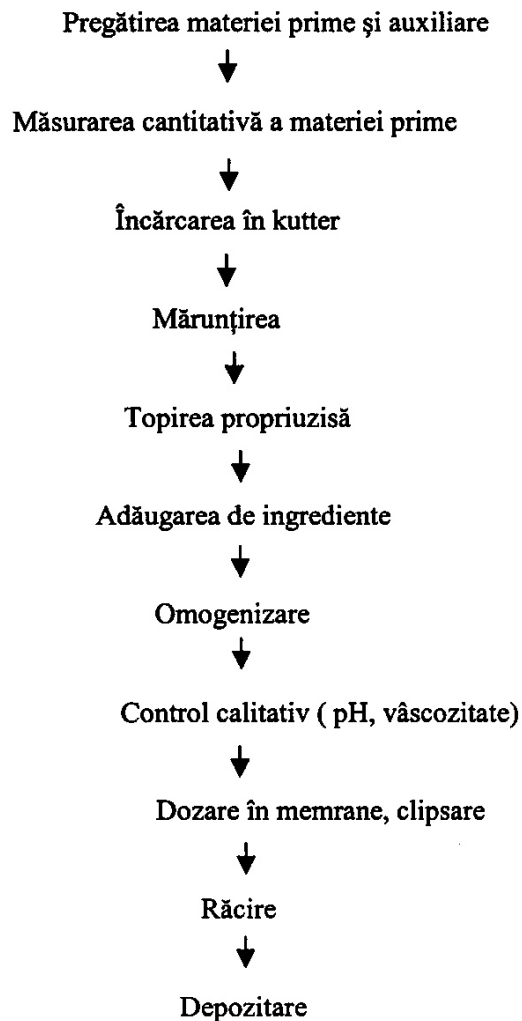 Pregătirea materiei prime şi auxiliare
Măsurarea cantitativă a materiei prime
Încărcarea în kutter
Mărunţirea
Topirea propriuzisă
Adăugarea de ingrediente
Omogenizare
Control calitativ ( pH, vâscozitate)
Dozare în memrane, clipsare
Răcire
Depozitare